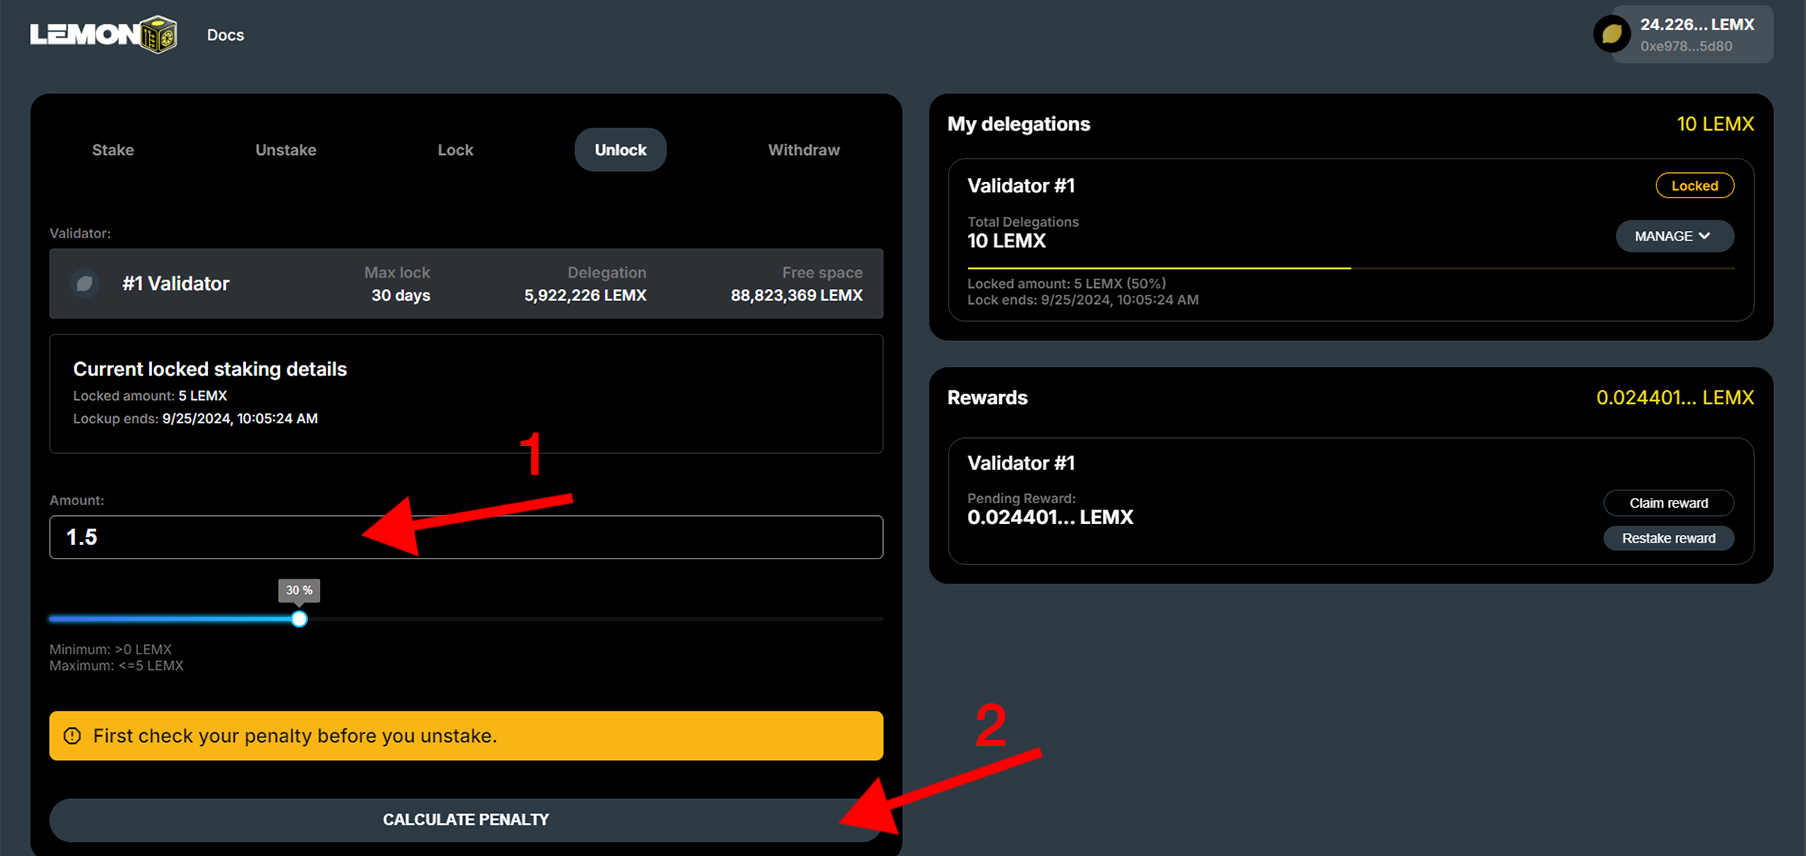 LEMON
Docs
24.226... LEMX
0xe978...5d80
Stake
Unstake
Lock
Unlock
Withdraw
Validator:
#1 Validator
Max lock
30 days
Delegation
5,922,226 LEMX
Free space
88,823,369 LEMX
Current locked staking details
Locked amount: 5 LEMX
Lockup ends: 9/25/2024, 10:05:24 AM
1
Amount:
1.5
30 %
Minimum: >0 LEMX
Maximum: <=5 LEMX
First check your penalty before you unstake.
2
CALCULATE PENALTY
My delegations
10 LEMX
Validator #1
Locked
Total Delegations
10 LEMX
MANAGE
Locked amount: 5 LEMX (50%)
Lock ends: 9/25/2024, 10:05:24 AM
Rewards
0.024401... LEMX
Validator #1
Pending Reward:
0.024401... LEMX
Claim reward
Restake reward